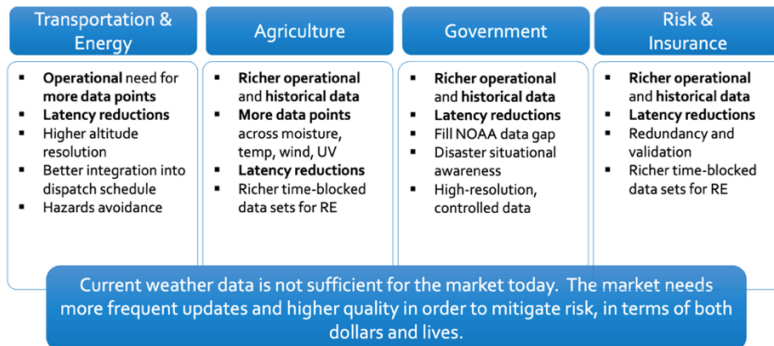 Transportation &
Energy
▪ Operational need for
more data points
▪ Latency reductions
▪ Higher altitude
resolution
▪ Better integration into
dispatch schedule
▪ Hazards avoidance
Agriculture
▪ Richer operational
and historical data
▪ More data points
across moisture,
temp, wind, UV
▪ Latency reductions
▪ Richer time-blocked
data sets for RE
Government
▪ Richer operational
and historical data
▪ Latency reductions
▪ Fill NOAA data gap
▪ Disaster situational
awareness
▪ High-resolution,
controlled data
Risk &
Insurance
▪ Richer operational
and historical data
▪ Latency reductions
▪ Redundancy and
validation
▪ Richer time-blocked
data sets for RE
Current weather data is not sufficient for the market today. The market needs
more frequent updates and higher quality in order to mitigate risk, in terms of both
dollars and lives.